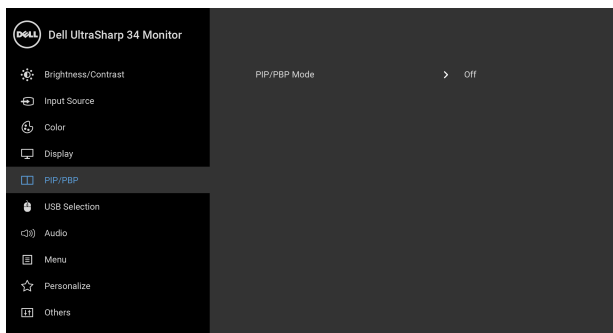 DELL Dell UltraSharp 34 Monitor
Brightness/Contrast
PIP/PBP Mode Off
Input Source
Color
Display
PIP/PBP
USB Selection
Audio
Menu
Personalize
Others